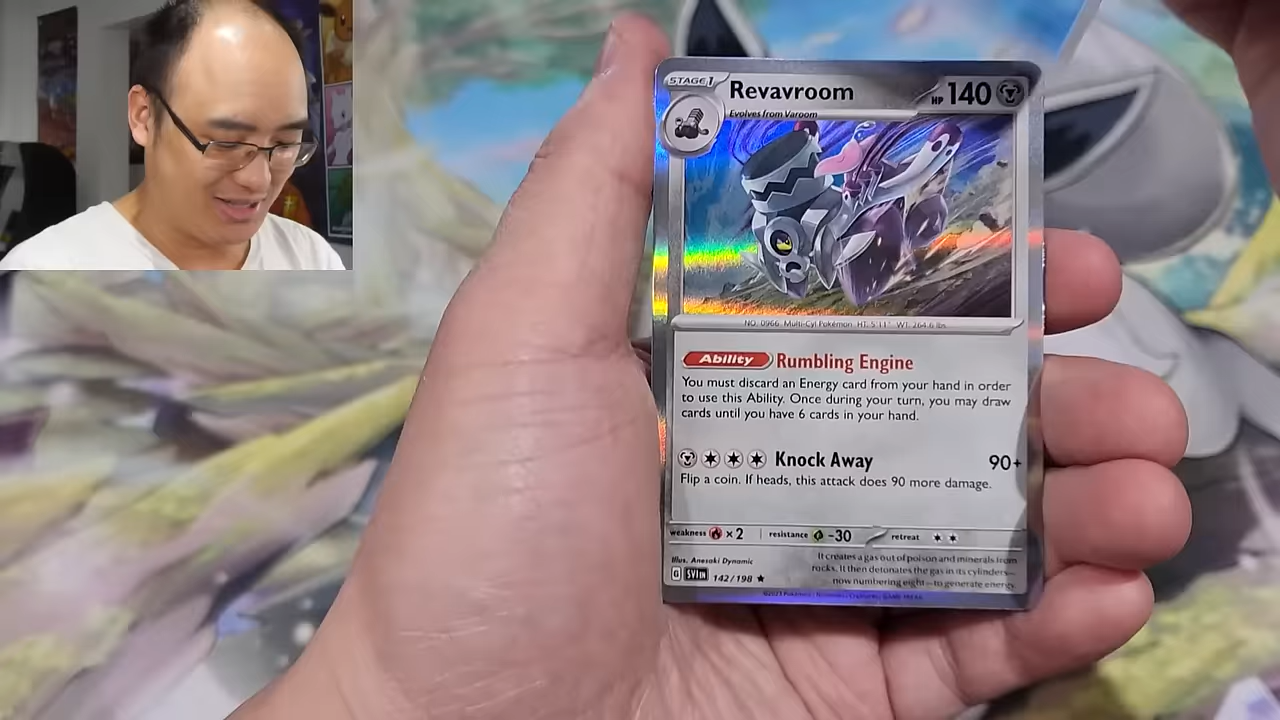 STAGE 1
Revavroom
HP 140
Evolves from Varoom
NO. 0966 Multi-Cyl Pokémon HT: 5'11" WT: 264.6 lbs.
Ability Rumbling Engine
You must discard an Energy card from your hand in order
to use this Ability. Once during your turn, you may draw
cards until you have 6 cards in your hand.
Knock Away 90+
Flip a coin. If heads, this attack does 90 more damage.
weakness ×2 resistance -30 retreat
Illus. Anesaki Dynamic
It creates a gas out of poison and minerals from
rocks. It then detonates the gas in its cylinders—
now numbering eight—to generate energy.
G SVI EN 142/198